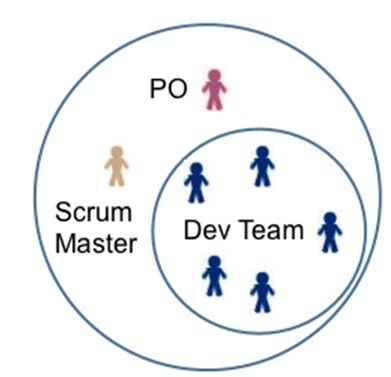 PO
Scrum
Master
Dev Team